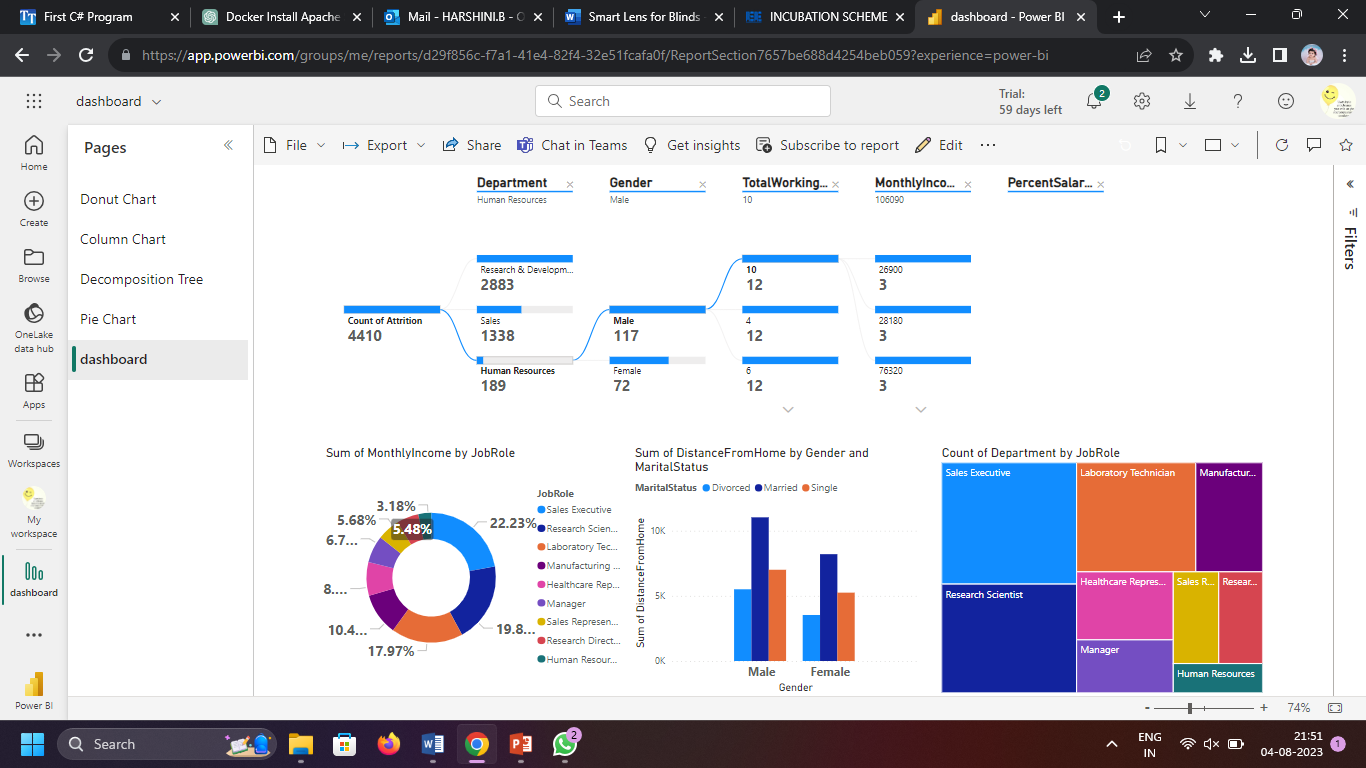 First C# Program
Docker Install Apache
Mail - HARSHINI.B - O
Smart Lens for Blinds -
INCUBATION SCHEME
dashboard - Power BI
https://app.powerbi.com/groups/me/reports/d29f856c-f7a1-41e4-82f4-32e51fcafa0f/ReportSection7657be688d4254beb059?experience=power-bi
dashboard
Search
Trial:
59 days left
2
Home
Create
Browse
OneLake
data hub
Apps
Workspaces
My
workspace
dashboard
Power BI
Pages
Donut Chart
Column Chart
Decomposition Tree
Pie Chart
dashboard
File
Export
Share
Chat in Teams
Get insights
Subscribe to report
Edit
Filters
Department
Human Resources
Gender
Male
TotalWorking...
10
MonthlyInco...
106090
PercentSalar...
Count of Attrition
4410
Research & Developm...
2883
Sales
1338
Human Resources
189
Male
117
Female
72
10
12
4
12
6
12
26900
3
28180
3
76320
3
Sum of MonthlyIncome by JobRole
22.23%
19.8...
17.97%
10.4...
8....
6.7...
5.68%
5.48%
3.18%
JobRole
Sales Executive
Research Scien...
Laboratory Tec...
Manufacturing ...
Healthcare Rep...
Manager
Sales Represen...
Research Direct...
Human Resour...
Sum of DistanceFromHome by Gender and
MaritalStatus
MaritalStatus Divorced Married Single
Sum of DistanceFromHome
10K
5K
0K
Male
Female
Gender
Count of Department by JobRole
Sales Executive
Laboratory Technician
Manufactur...
Research Scientist
Healthcare Repres...
Sales R...
Resear...
Manager
Human Resources
74%
Search
2
ENG
IN
21:51
04-08-2023
1